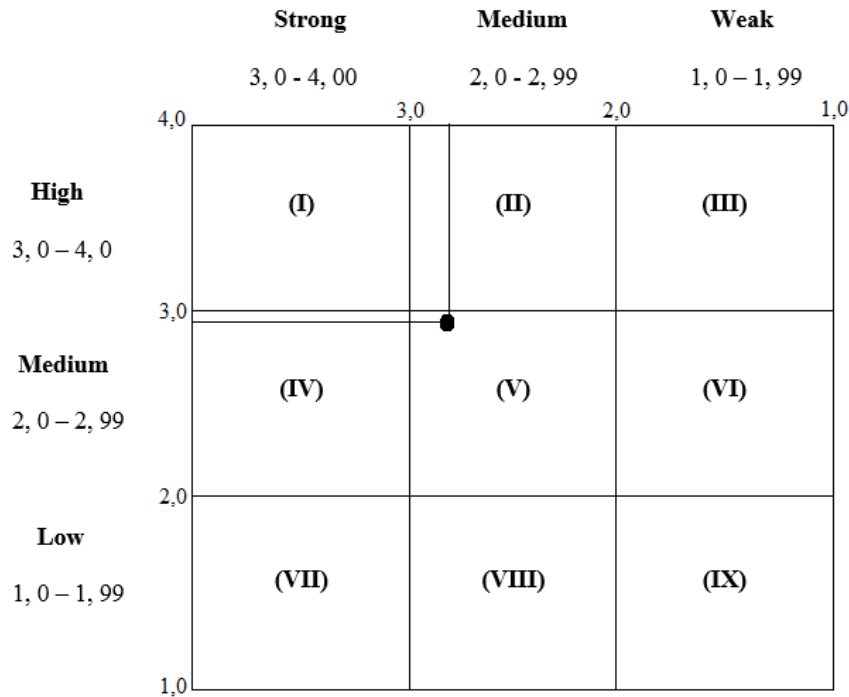 Strong Medium Weak
3, 0 - 4, 00 2, 0 - 2, 99 1, 0 – 1, 99
4,0 3,0 2,0 1,0
High (I) (II) (III)
3, 0 – 4, 0
3,0
Medium (IV) (V) (VI)
2, 0 – 2, 99
2,0
Low (VII) (VIII) (IX)
1, 0 – 1, 99
1,0